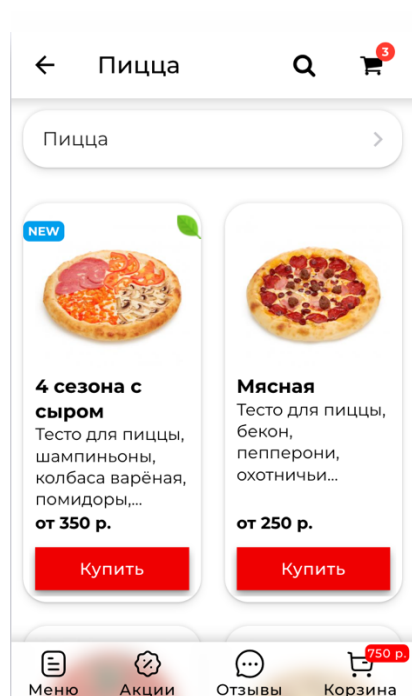 Пицца
3
Пицца
NEW
4 сезона с
сыром
Тесто для пиццы,
шампиньоны,
колбаса варёная,
помидоры,...
от 350 р.
Купить
Мясная
Тесто для пиццы,
бекон,
пепперони,
охотничьи...
от 250 р.
Купить
750 р.
Меню
Акции
Отзывы
Корзина